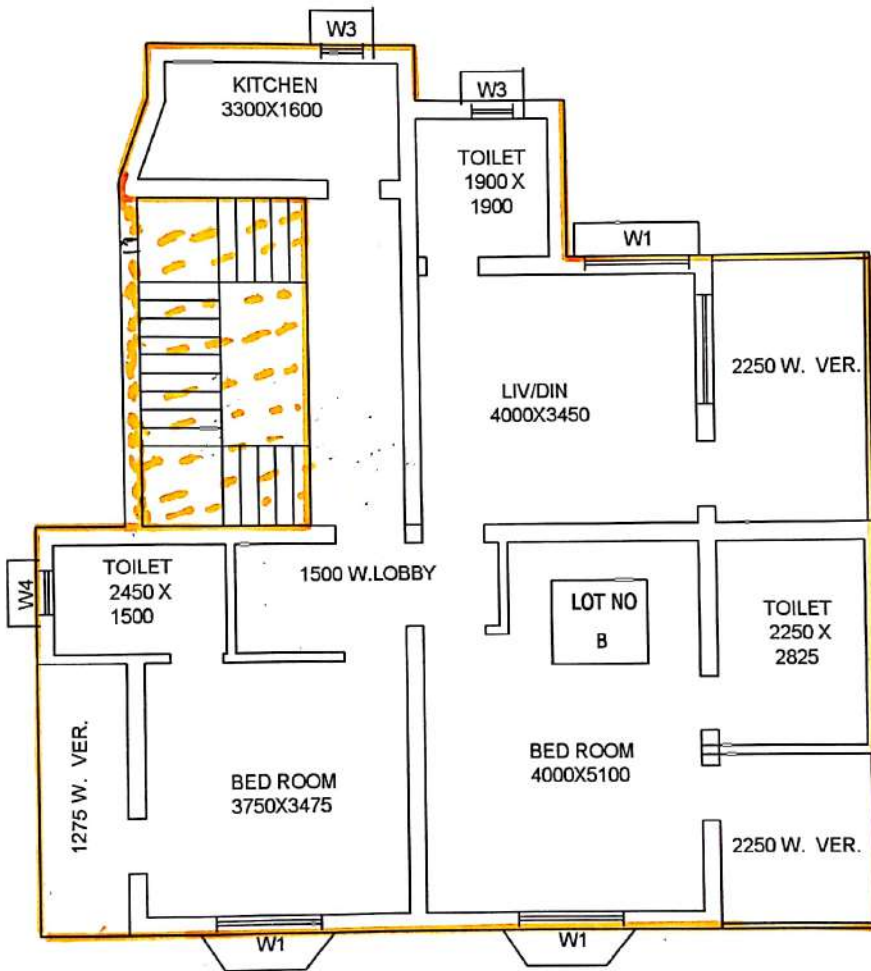 W3
KITCHEN
3300X1600
W3
TOILET
1900 X
1900
W1
2250 W. VER.
LIV/DIN
4000X3450
TOILET
2450 X
1500
W4
1500 W.LOBBY
LOT NO
B
TOILET
2250 X
2825
1275 W. VER.
BED ROOM
3750X3475
BED ROOM
4000X5100
2250 W. VER.
W1
W1